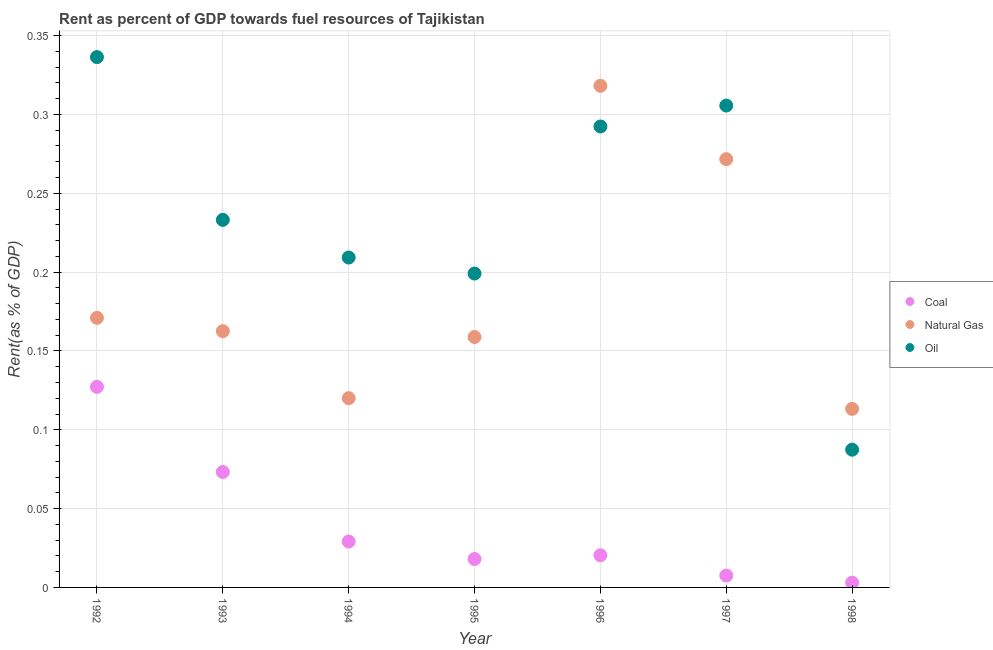 Rent as percent of GDP towards fuel resources of Tajikistan
Rent(as % of GDP)
0.35
0.3
0.25
0.2
0.15
0.1
0.05
0
Coal
Natural Gas
Oil
1992
1993
1994
1995
1996
1997
1998
Year